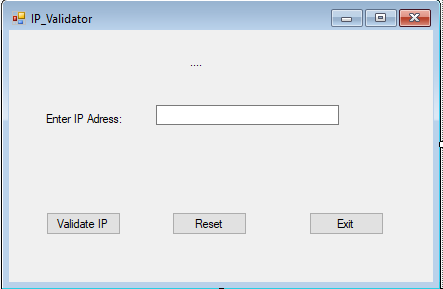 IP_Validator
....
Enter IP Adress:
Validate IP Reset Exit